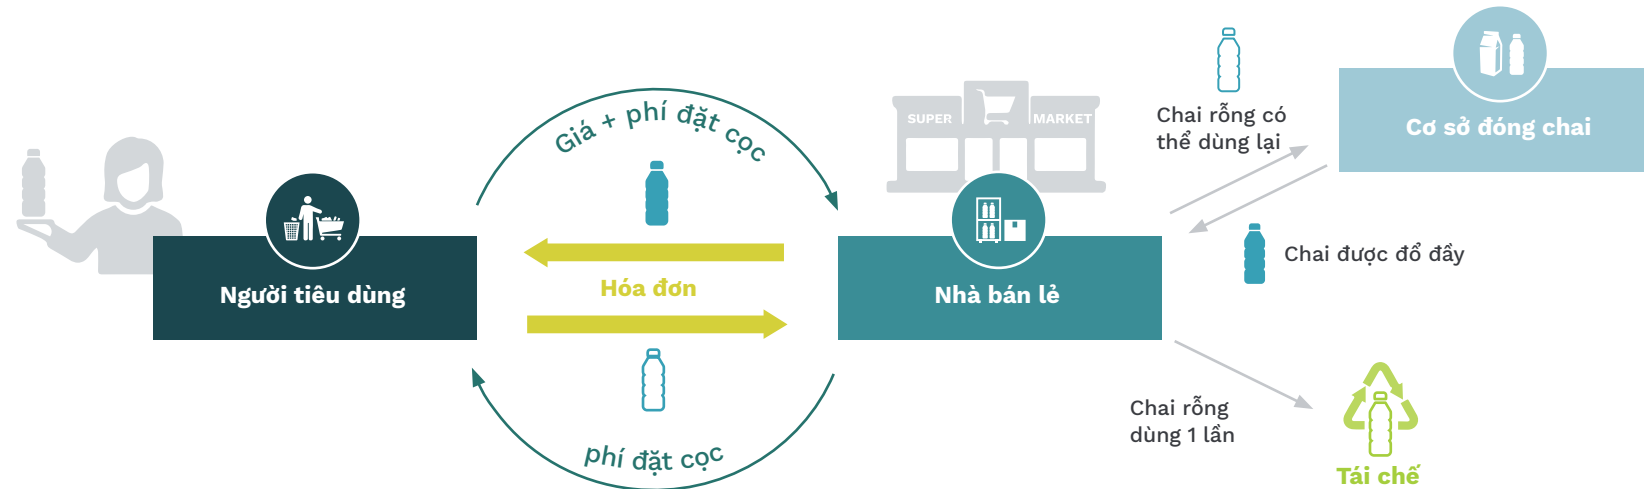 Giá + phí đặt cọc
SUPER
MARKET
Chai rỗng có
thể dùng lại
Cơ sở đóng chai
Người tiêu dùng
Hóa đơn
Nhà bán lẻ
Chai được đổ đầy
Chai rỗng
dùng 1 lần
phí đặt cọc
Tái chế